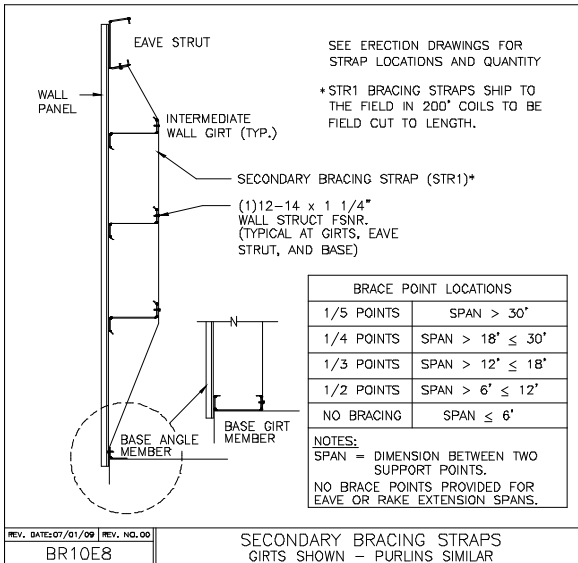 EAVE STRUT
WALL
PANEL
INTERMEDIATE
WALL GIRT (TYP.)
SEE ERECTION DRAWINGS FOR
STRAP LOCATIONS AND QUANTITY
*STR1 BRACING STRAPS SHIP TO
THE FIELD IN 200' COILS TO BE
FIELD CUT TO LENGTH.
SECONDARY BRACING STRAP (STR1)*
(1)12-14 x 1 1/4"
WALL STRUCT FSNR.
(TYPICAL AT GIRTS, EAVE
STRUT, AND BASE)
BRACE POINT LOCATIONS
1/5 POINTS SPAN > 30'
1/4 POINTS SPAN > 18' ≤ 30'
1/3 POINTS SPAN > 12' ≤ 18'
1/2 POINTS SPAN > 6' ≤ 12'
NO BRACING SPAN ≤ 6'
NOTES:
SPAN = DIMENSION BETWEEN TWO
SUPPORT POINTS.
NO BRACE POINTS PROVIDED FOR
EAVE OR RAKE EXTENSION SPANS.
N
BASE ANGLE
MEMBER
BASE GIRT
MEMBER
REV. DATE:07/01/09 REV. NO.00
BR10E8
SECONDARY BRACING STRAPS
GIRTS SHOWN - PURLINS SIMILAR